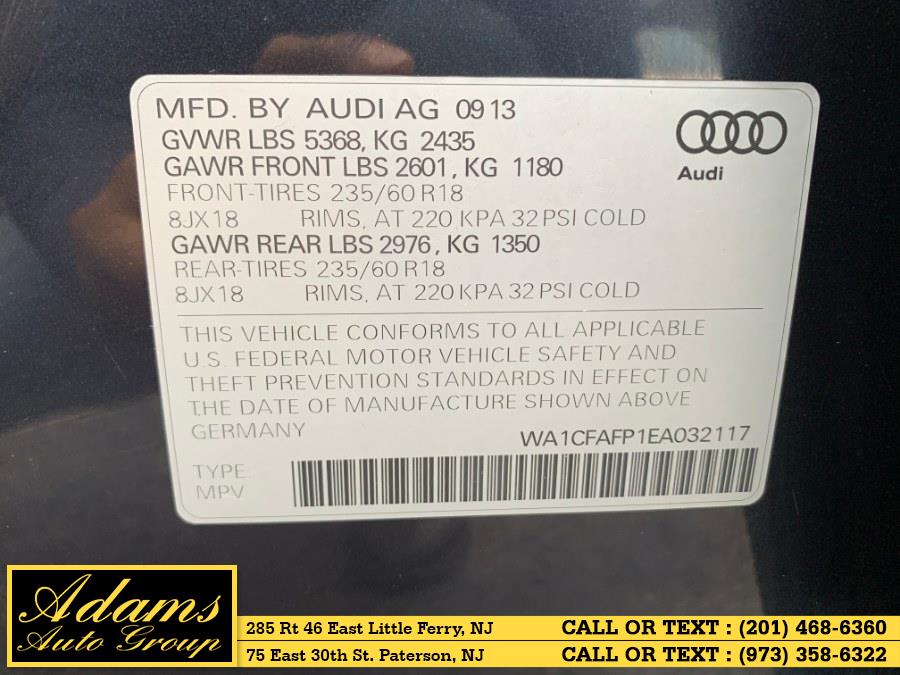 MFD. BY AUDI AG 09 13
GVWR LBS 5368, KG 2435
GAWR FRONT LBS 2601, KG 1180
FRONT-TIRES 235/60 R18
8JX18 RIMS, AT 220 KPA 32 PSI COLD
GAWR REAR LBS 2976, KG 1350
REAR-TIRES 235/60 R18
8JX18 RIMS, AT 220 KPA 32 PSI COLD
Audi
THIS VEHICLE CONFORMS TO ALL APPLICABLE
U.S. FEDERAL MOTOR VEHICLE SAFETY AND
THEFT PREVENTION STANDARDS IN EFFECT ON
THE DATE OF MANUFACTURE SHOWN ABOVE
GERMANY WA1CFAFP1EA032117
TYPE
MPV
Adams
Auto Group
285 Rt 46 East Little Ferry, NJ CALL OR TEXT : (201) 468-6360
75 East 30th St. Paterson, NJ CALL OR TEXT : (973) 358-6322